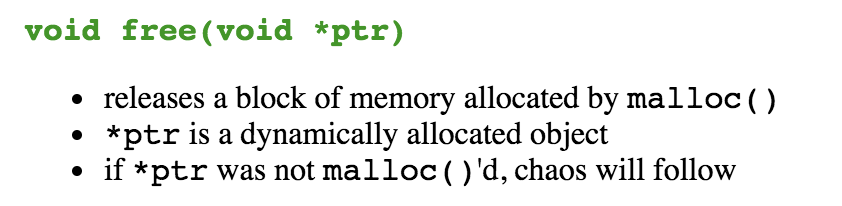 void free(void *ptr)
• releases a block of memory allocated by malloc()
• *ptr is a dynamically allocated object
• if *ptr was not malloc()'d, chaos will follow